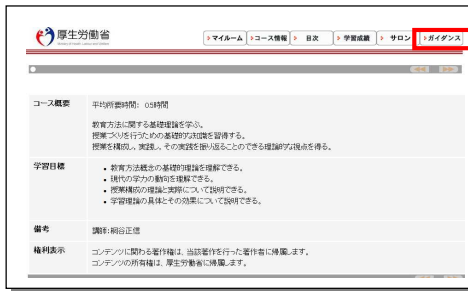 厚生労働省
マイルーム コース情報 目次 学習成績 サロン ガイダンス
コース概要
平均所要時間: 05時間
教育方法に関する基礎理論を学ぶ。
授業づくりを行うための基礎的な知識を習得する。
授業を構成し、実践し、その実践を振り返ることのできる理論的な視点を得る。
学習目標
• 教育方法概念の基礎的理論を理解できる。
• 現代の学力の動向を理解できる。
• 授業構成の理論と実際について説明できる。
• 学習理論の具体とその効果について説明できる。
備考
講師:細谷正信
権利表示
コンテンツに関わる著作権は、当該著作を行った著作者に帰属します。
コンテンツの所有権は、厚生労働省に帰属します。